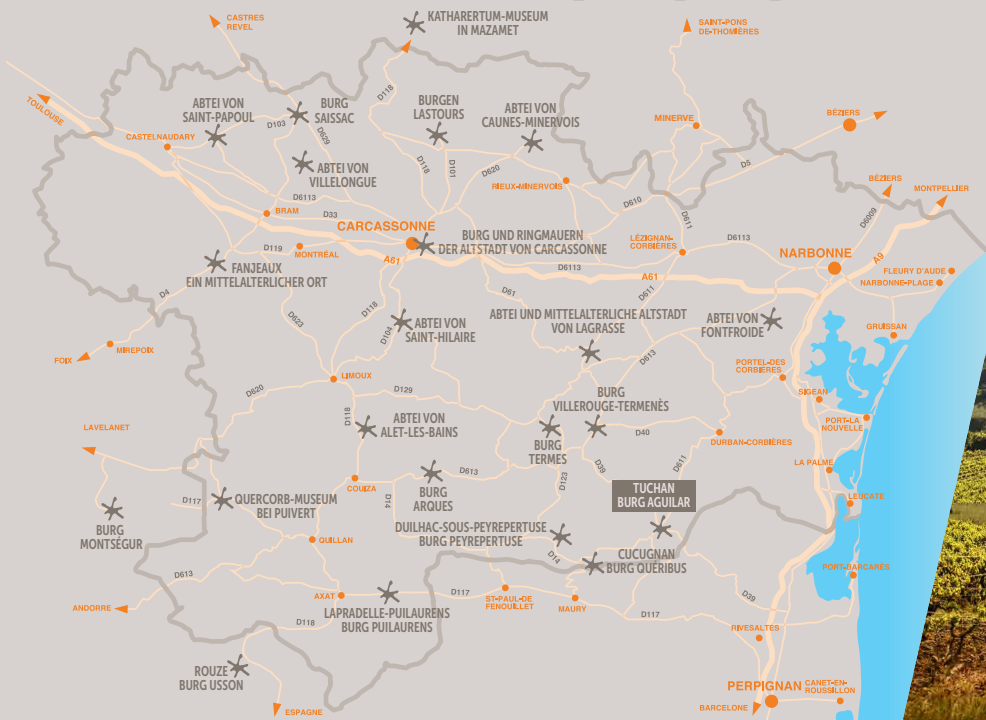 CASTRES
REVEL
KATHARERTUM-MUSEUM
IN MAZAMET
SAINT-PONS
DE-THOMIÈRES
TOULOUSE
ABTEI VON
SAINT-PAPOUL
BURG
SAISSAC
BURGEN
LASTOURS
ABTEI VON
CAUNES-MINERVOIS
D118
D103
D629
CASTELNAUDARY
MINERVE
BÉZIERS
D5
ABTEI VON
VILLELONGUE
D118
D101
D620
RIEUX-MINERVOIS
BÉZIERS
MONTPELLIER
D6113
D33
BRAM
D610
D611
D6009
CARCASSONNE
BURG UND RINGMAUERN
DER ALTSTADT VON CARCASSONNE
LÉZIGNAN-
CORBIÈRES
D6113
NARBONNE
A9
D119
MONTRÉAL
A61
D6113
A61
FLEURY D'AUDE
NARBONNE-PLAGE
FANJEAUX
EIN MITTELALTERLICHER ORT
D4
D623
D118
D104
D61
D611
ABTEI VON
SAINT-HILAIRE
ABTEI UND MITTELALTERLICHE ALTSTADT
VON LAGRASSE
ABTEI VON
FONTFROIDE
GRUISSAN
MIREPOIX
FOIX
D613
PORTEL-DES
CORBIÈRES
LIMOUX
D620
D129
SIGEAN
BURG
VILLEROUGE-TERMENÈS
D118
ABTEI VON
ALET-LES-BAINS
PORT-LA
NOUVELLE
LAVELANET
BURG
TERMES
D40
DURBAN-CORBIÈRES
LA PALME
D613
D123
D39
D611
COUIZA
D14
BURG
ARQUES
TUCHAN
BURG AGUILAR
LEUCATE
D117
QUERCORB-MUSEUM
BEI PUIVERT
BURG
MONTSÉGUR
DUILHAC-SOUS-PEYREPERTUSE
BURG PEYREPERTUSE
QUILLAN
D14
CUCUGNAN
BURG QUÉRIBUS
PORT-BARCARÈS
D613
ANDORRE
AXAT
D117
ST-PAUL-DE
FENOUILLET
MAURY
D117
D39
LAPRADELLE-PUILAURENS
BURG PUILAURENS
D118
RIVESALTES
ROUZE
BURG USSON
PERPIGNAN
CANET-EN-
ROUSSILLON
ESPAGNE
BARCELONE